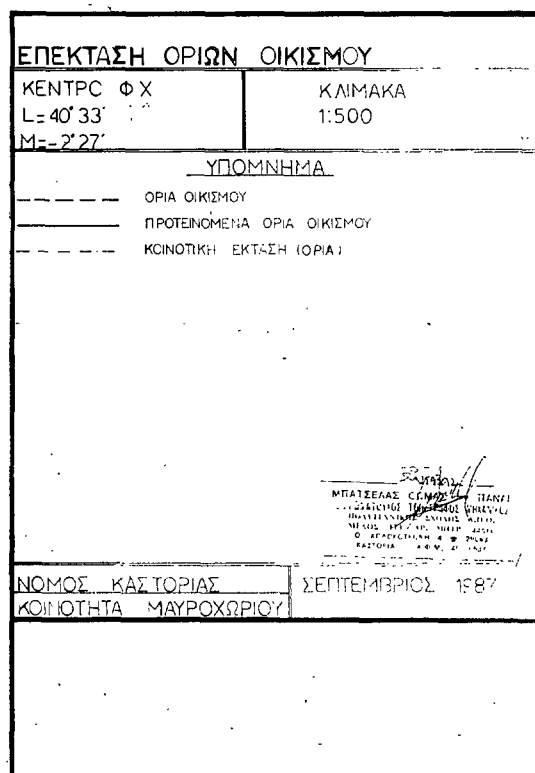 ΕΠΕΚΤΑΣΗ ΟΡΙΩΝ ΟΙΚΙΣΜΟΥ
ΚΕΝΤΡΟ Φ Χ
L=40° 33΄
Μ=-2° 27΄
ΚΛΙΜΑΚΑ
1:500
ΥΠΟΜΝΗΜΑ
ΟΡΙΑ ΟΙΚΙΣΜΟΥ
ΠΡΟΤΕΙΝΟΜΕΝΑ ΟΡΙΑ ΟΙΚΙΣΜΟΥ
ΚΟΙΝΟΤΙΚΗ ΕΚΤΑΣΗ (ΟΡΙΑ)
ΜΠΑΤΣΕΛΑΣ
ΚΑΣΤΟΡΙΑ
ΝΟΜΟΣ ΚΑΣΤΟΡΙΑΣ
ΚΟΙΝΟΤΗΤΑ ΜΑΥΡΟΧΩΡΙΟΥ
ΣΕΠΤΕΜΒΡΙΟΣ 1987